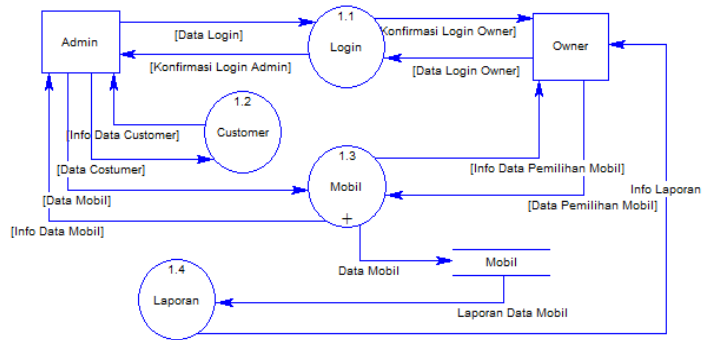 1.1
Login
Admin
Owner
[Data Login]
Konfirmasi Login Owner]
[Konfirmasi Login Admin]
[Data Login Owner]
1.2
Customer
[Info Data Customer]
[Data Costumer]
1.3
Mobil
+
[Info Data Pemilihan Mobil]
Info Laporan
[Data Mobil]
[Data Pemilihan Mobil]
[Info Data Mobil]
Data Mobil
Mobil
1.4
Laporan
Laporan Data Mobil